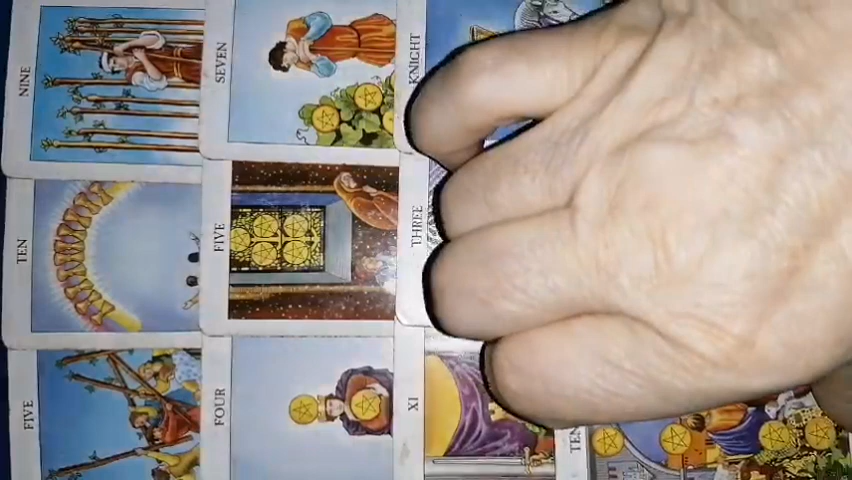 NINE
SEVEN
KNIGHT
TEN
FIVE
THREE
FIVE
FOUR
XI
TEN